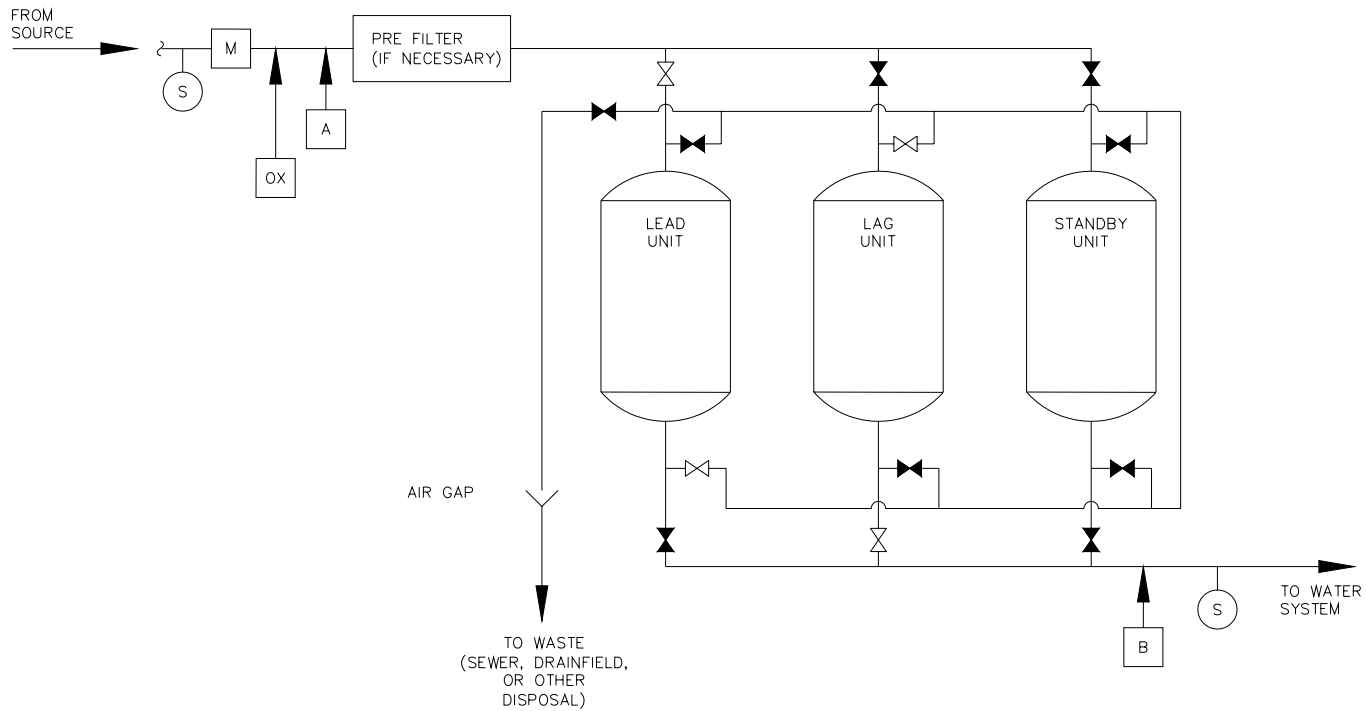 FROM
SOURCE
S
M
OX
A
PRE FILTER
(IF NECESSARY)
LEAD
UNIT
LAG
UNIT
STANDBY
UNIT
AIR GAP
TO WASTE
(SEWER, DRAINFIELD,
OR OTHER
DISPOSAL)
B
S
TO WATER
SYSTEM